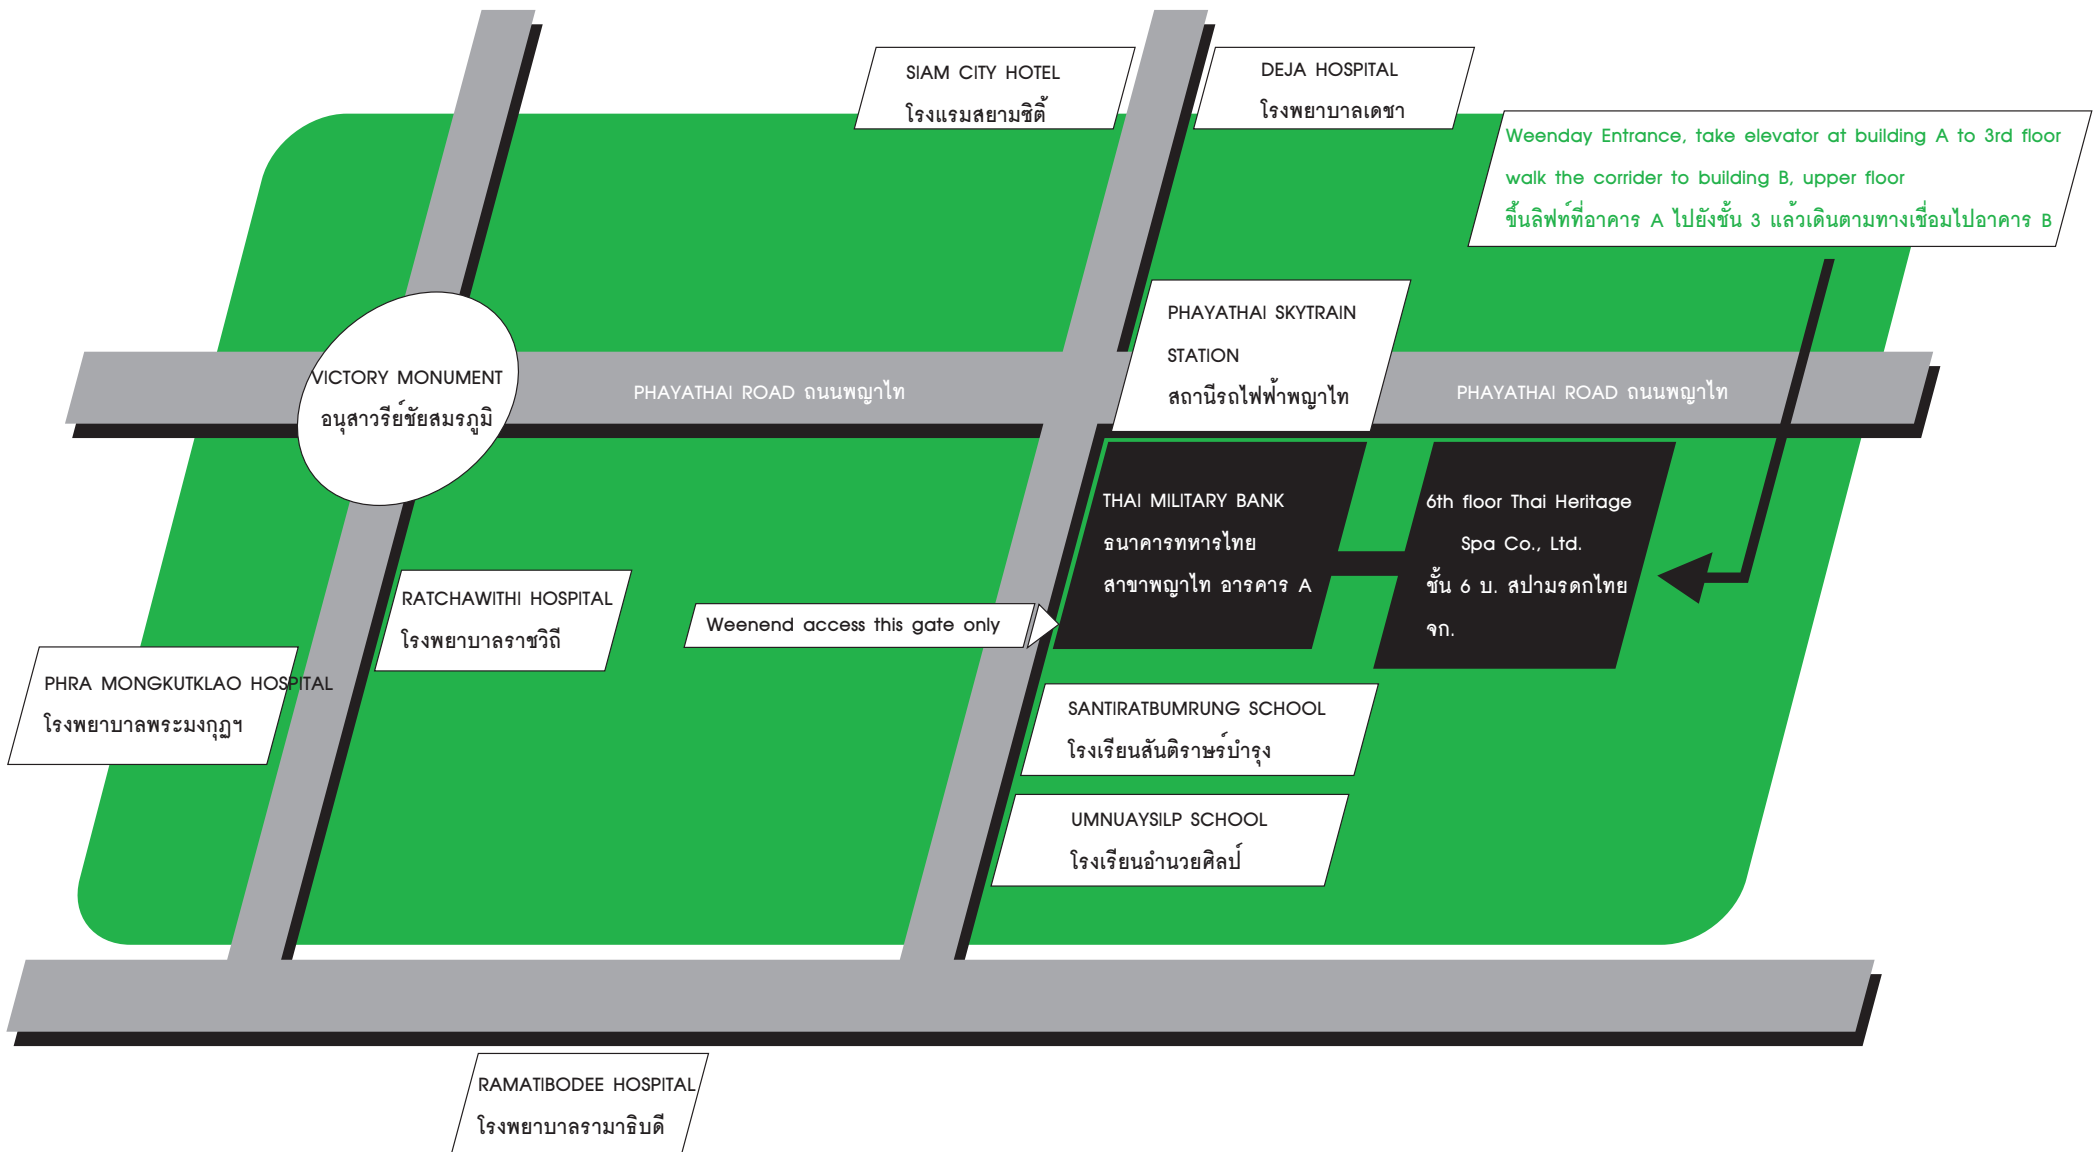 SIAM CITY HOTEL
โรงแรมสยามซิตี้
DEJA HOSPITAL
โรงพยาบาลเดชา
Weenday Entrance, take elevator at building A to 3rd floor
walk the corrider to building B, upper floor
ขึ้นลิฟท์ที่อาคาร A ไปยังชั้น 3 แล้วเดินตามทางเชื่อมไปอาคาร B
PHAYATHAI SKYTRAIN
STATION
สถานีรถไฟฟ้าพญาไท
VICTORY MONUMENT
อนุสาวรีย์ชัยสมรภูมิ
PHAYATHAI ROAD ถนนพญาไท
PHAYATHAI ROAD ถนนพญาไท
THAI MILITARY BANK
ธนาคารทหารไทย
สาขาพญาไท อารคาร A
6th floor Thai Heritage
Spa Co., Ltd.
ชั้น 6 บ. สปามรดกไทย
จก.
RATCHAWITHI HOSPITAL
โรงพยาบาลราชวิถี
Weenend access this gate only
PHRA MONGKUTKLAO HOSPITAL
โรงพยาบาลพระมงกุฎฯ
SANTIRATBUMRUNG SCHOOL
โรงเรียนสันติราษร์บำรุง
UMNUAYSILP SCHOOL
โรงเรียนอำนวยศิลป์
RAMATIBODEE HOSPITAL
โรงพยาบาลรามาธิบดี